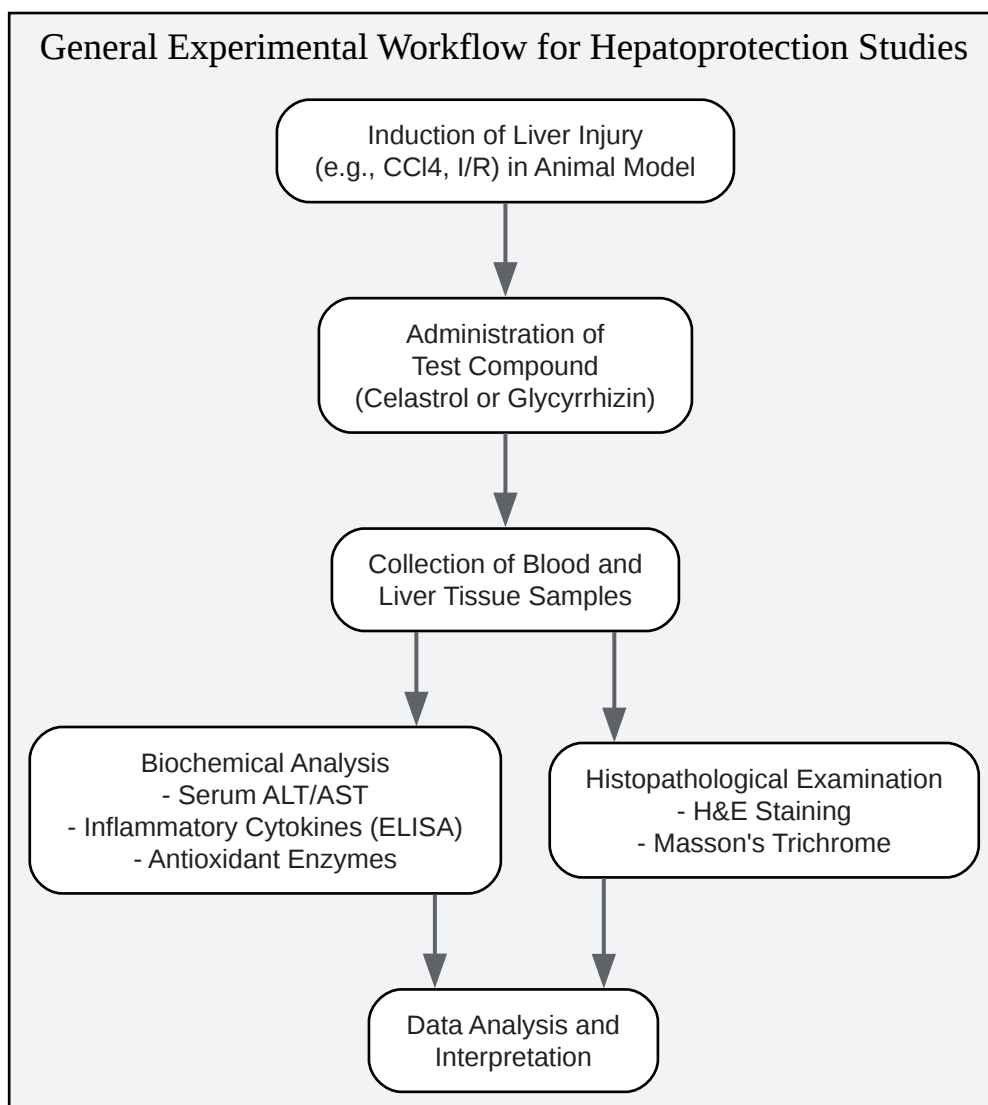 General Experimental Workflow for Hepatoprotection Studies
Induction of Liver Injury
(e.g., CCl4, I/R) in Animal Model
Administration of
Test Compound
(Celastrol or Glycyrrhizin)
Collection of Blood and
Liver Tissue Samples
Biochemical Analysis
- Serum ALT/AST
- Inflammatory Cytokines (ELISA)
- Antioxidant Enzymes
Histopathological Examination
- H&E Staining
- Masson's Trichrome
Data Analysis and
Interpretation